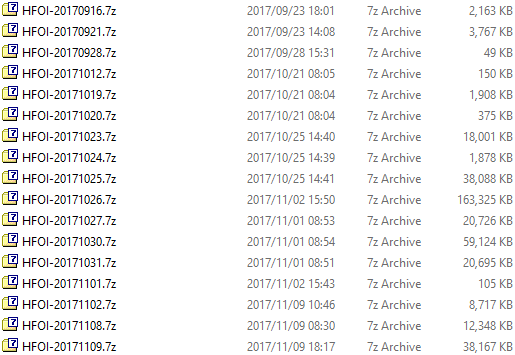 HFOI-20170916.7z 2017/09/23 18:01 7z Archive 2,163 KB
HFOI-20170921.7z 2017/09/23 14:08 7z Archive 3,767 KB
HFOI-20170928.7z 2017/09/28 15:31 7z Archive 49 KB
HFOI-20171012.7z 2017/10/21 08:05 7z Archive 150 KB
HFOI-20171019.7z 2017/10/21 08:04 7z Archive 1,908 KB
HFOI-20171020.7z 2017/10/21 08:04 7z Archive 375 KB
HFOI-20171023.7z 2017/10/25 14:40 7z Archive 18,001 KB
HFOI-20171024.7z 2017/10/25 14:39 7z Archive 1,878 KB
HFOI-20171025.7z 2017/10/25 14:41 7z Archive 38,088 KB
HFOI-20171026.7z 2017/11/02 15:50 7z Archive 163,325 KB
HFOI-20171027.7z 2017/11/01 08:53 7z Archive 20,726 KB
HFOI-20171030.7z 2017/11/01 08:54 7z Archive 59,124 KB
HFOI-20171031.7z 2017/11/01 08:51 7z Archive 20,695 KB
HFOI-20171101.7z 2017/11/02 15:43 7z Archive 105 KB
HFOI-20171102.7z 2017/11/09 10:46 7z Archive 8,717 KB
HFOI-20171108.7z 2017/11/09 08:30 7z Archive 12,348 KB
HFOI-20171109.7z 2017/11/09 18:17 7z Archive 38,167 KB